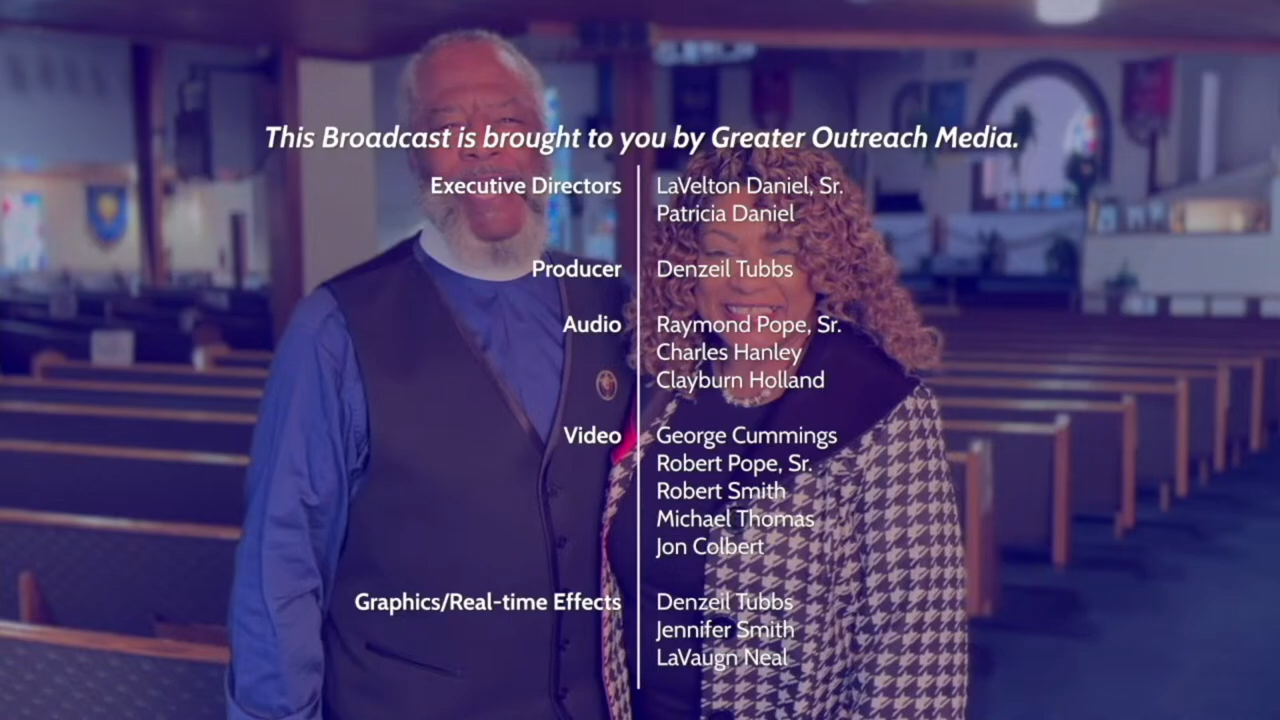 This Broadcast is brought to you by Greater Outreach Media.
Executive Directors LaVelton Daniel, Sr.
Patricia Daniel
Producer Denzeil Tubbs
Audio Raymond Pope, Sr.
Charles Hanley
Clayburn Holland
Video George Cummings
Robert Pope, Sr.
Robert Smith
Michael Thomas
Jon Colbert
Graphics/Real-time Effects Denzeil Tubbs
Jennifer Smith
LaVaugn Neal